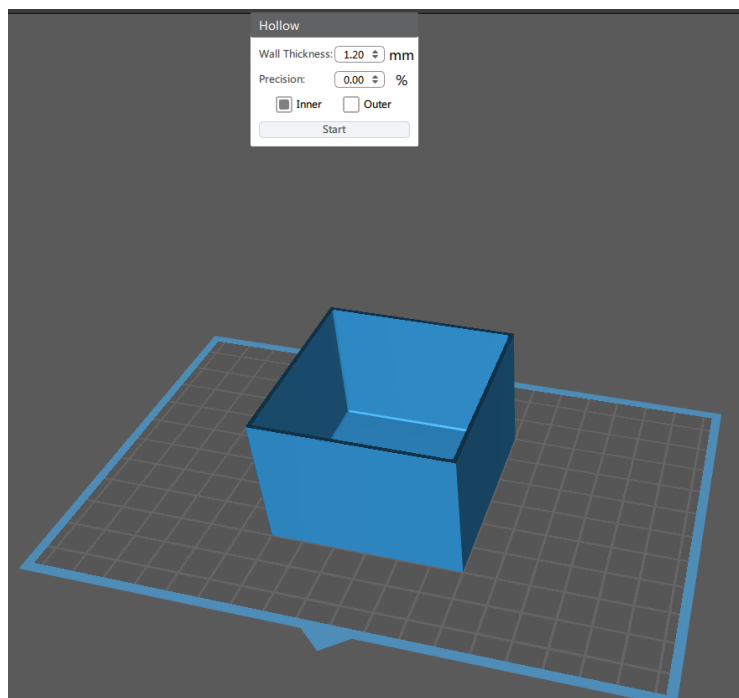 Hollow
Wall Thickness: 1.20 mm
Precision: 0.00 %
Inner Outer
Start